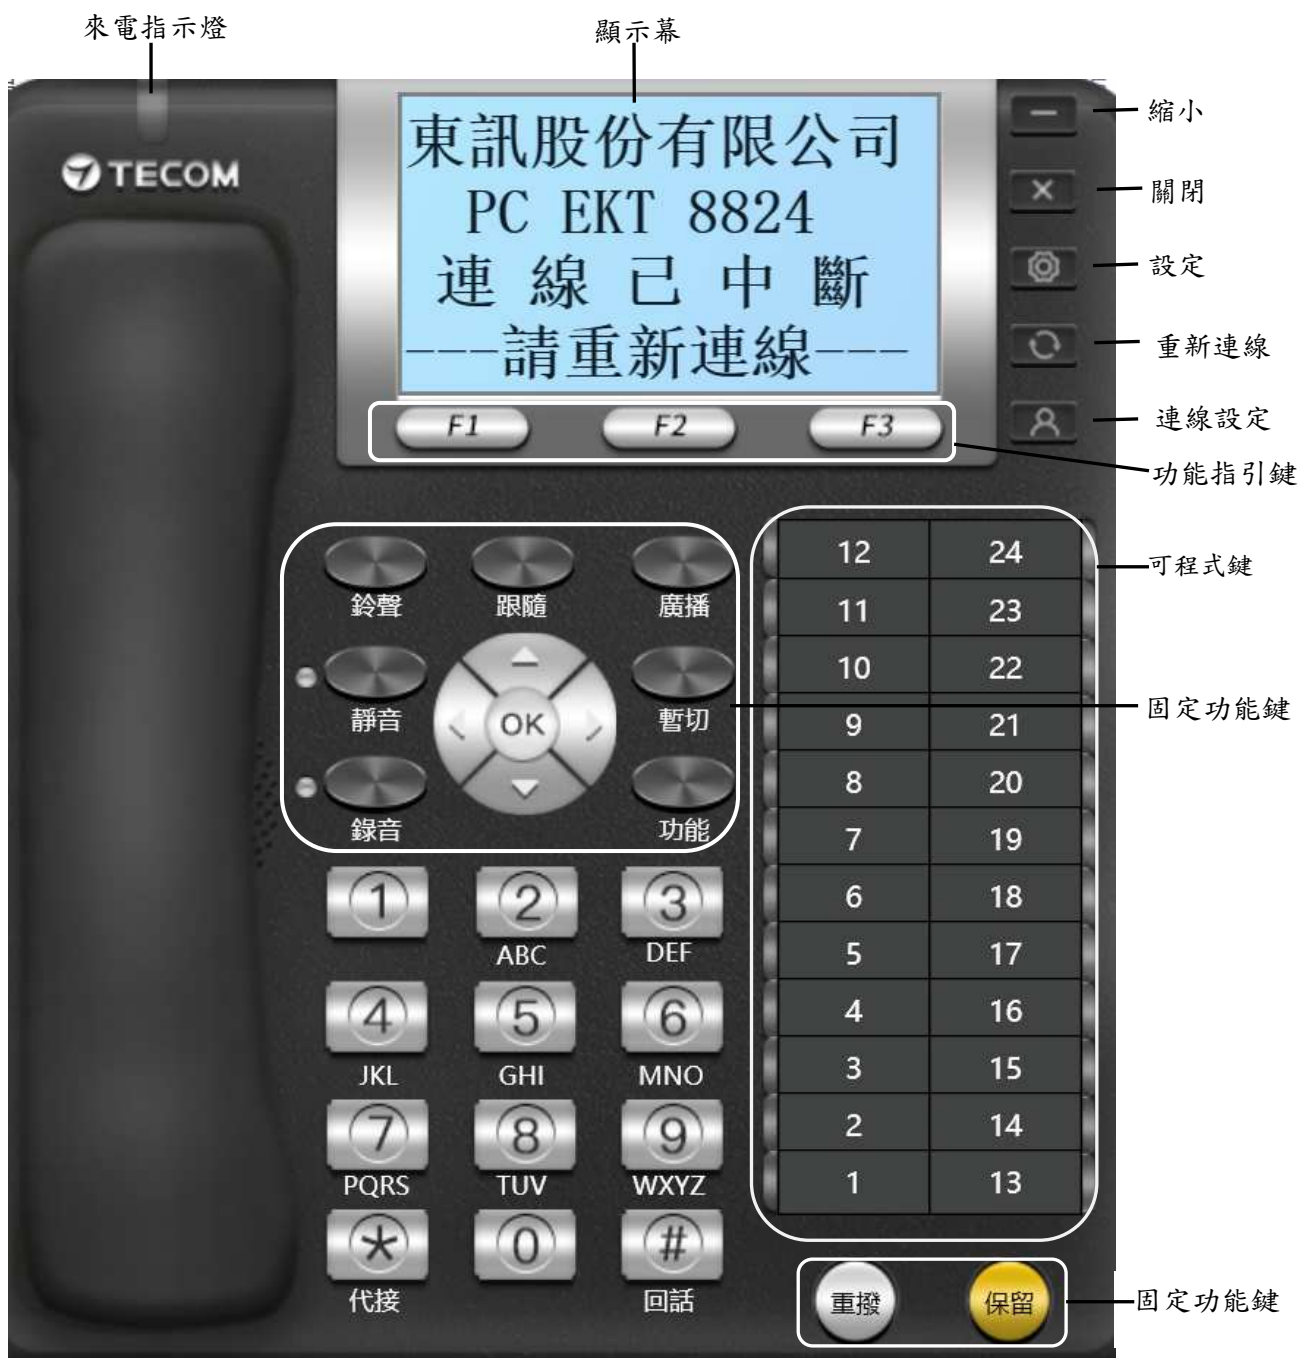 來電指示燈
顯示幕
TECOM
東訊股份有限公司
PC EKT 8824
連線已中斷
---請重新連線---
縮小
關閉
設定
重新連線
連線設定
F1 F2 F3
功能指引鍵
鈴聲 跟隨 廣播
靜音 OK 暫切
錄音 功能
固定功能鍵
可程式鍵
12 24
11 23
10 22
9 21
8 20
7 19
6 18
5 17
4 16
3 15
2 14
1 13
1 2 3
ABC DEF
4 5 6
JKL GHI MNO
7 8 9
PQRS TUV WXYZ
* 0 #
代接 回話
重撥 保留
固定功能鍵